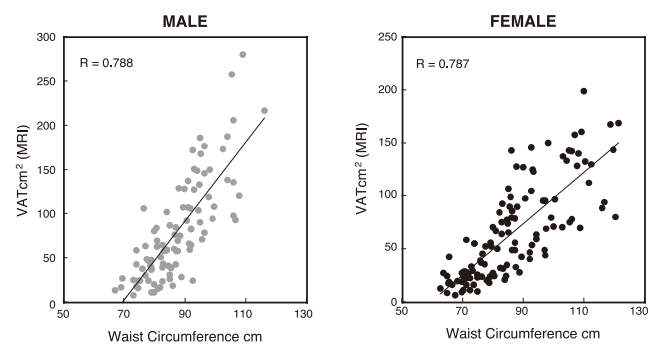 MALE
300
250
200
150
100
50
0
R = 0.788
VATcm² (MRI)
50
70
90
110
130
Waist Circumference cm
FEMALE
250
200
150
100
50
0
R = 0.787
VATcm² (MRI)
50
70
90
110
130
Waist Circumference cm